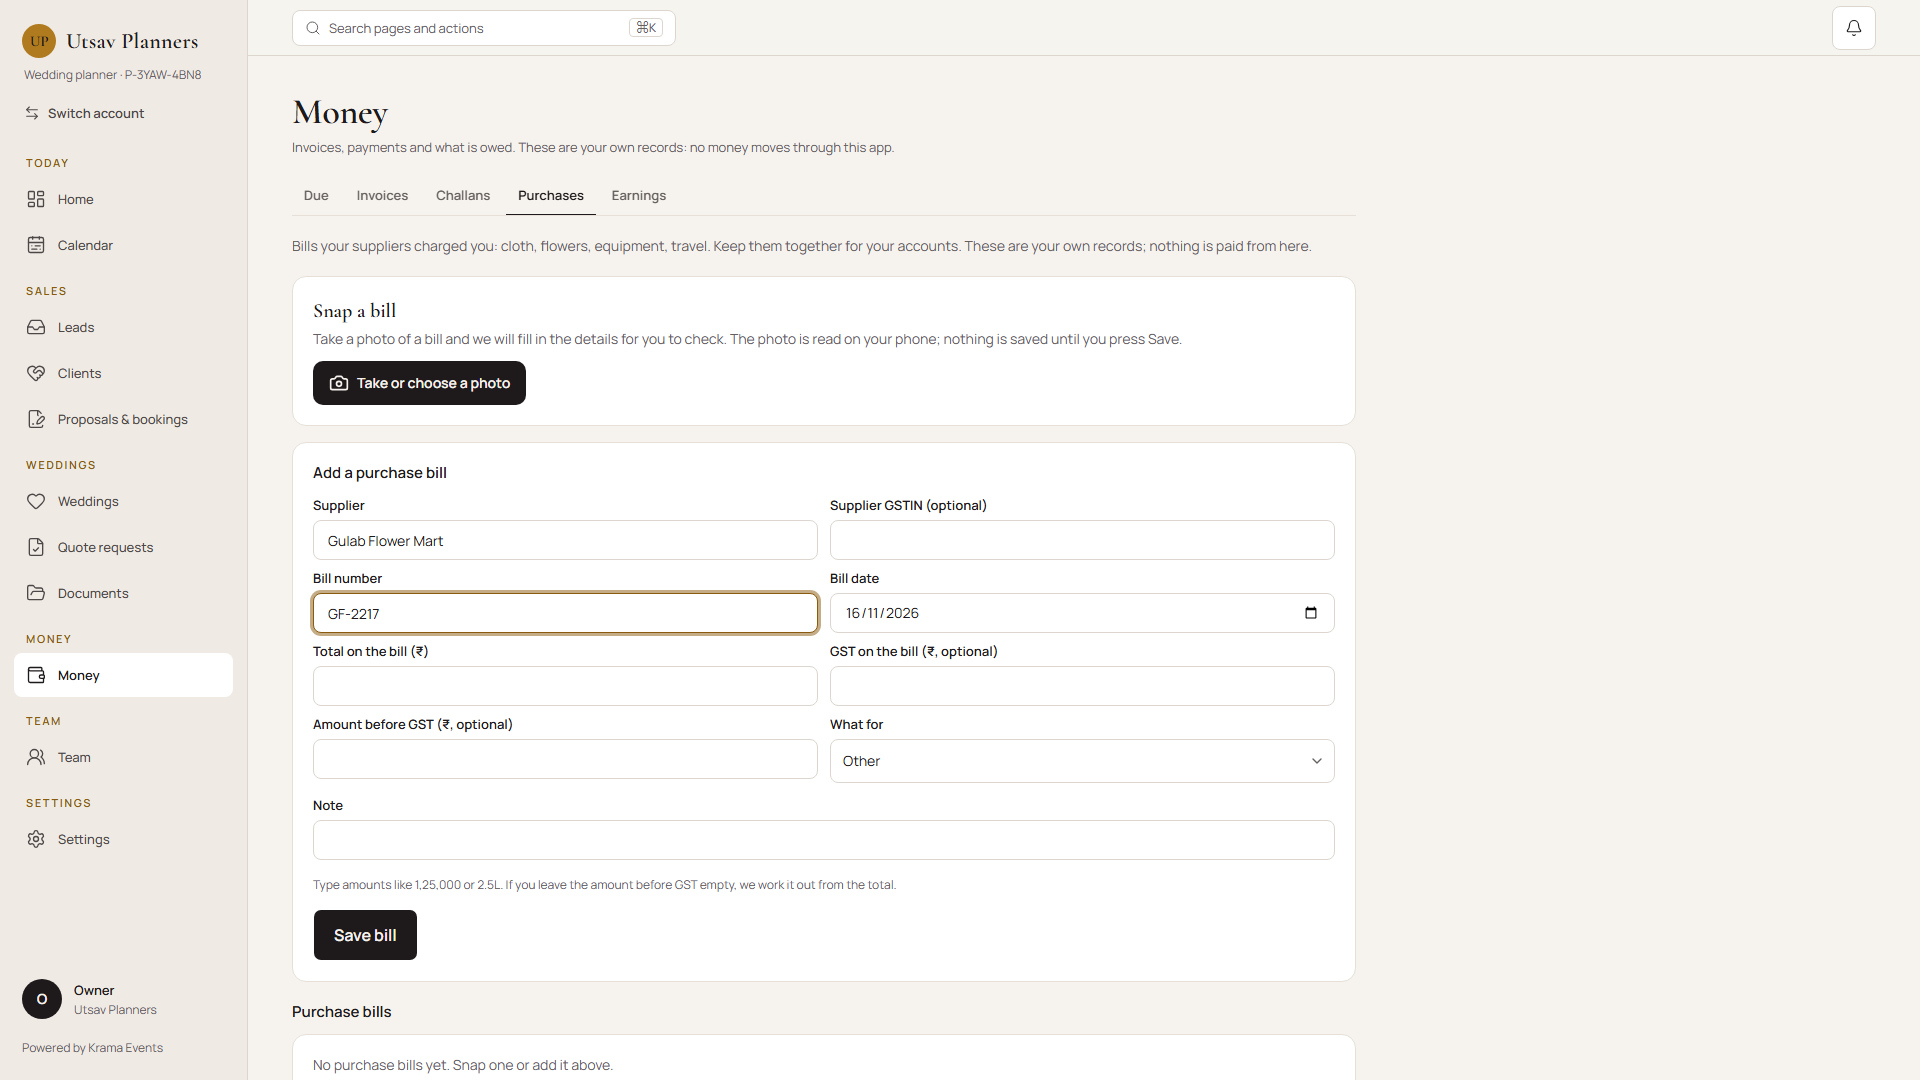 UP
Utsav Planners
Wedding planner · P-3YAW-4BN8
Switch account
TODAY
Home
Calendar
SALES
Leads
Clients
Proposals & bookings
WEDDINGS
Weddings
Quote requests
Documents
MONEY
Money
TEAM
Team
SETTINGS
Settings
O
Owner
Utsav Planners
Powered by Krama Events
Search pages and actions
⌘K
Money
Invoices, payments and what is owed. These are your own records: no money moves through this app.
Due
Invoices
Challans
Purchases
Earnings
Bills your suppliers charged you: cloth, flowers, equipment, travel. Keep them together for your accounts. These are your own records; nothing is paid from here.
Snap a bill
Take a photo of a bill and we will fill in the details for you to check. The photo is read on your phone; nothing is saved until you press Save.
Take or choose a photo
Add a purchase bill
Supplier
Supplier GSTIN (optional)
Gulab Flower Mart
Bill number
Bill date
GF-2217
16/11/2026
Total on the bill (₹)
GST on the bill (₹, optional)
Amount before GST (₹, optional)
What for
Other
Note
Type amounts like 1,25,000 or 2.5L. If you leave the amount before GST empty, we work it out from the total.
Save bill
Purchase bills
No purchase bills yet. Snap one or add it above.